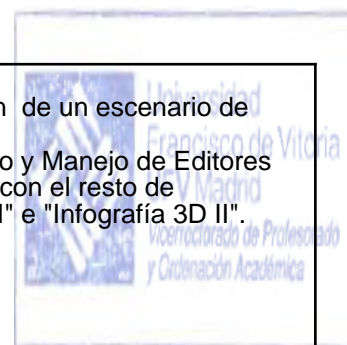 n de un escenario de
o y Manejo de Editores
con el resto de
I" e "Infografía 3D II".
Universidad
Francisco de Vitoria
UFV Madrid
Vicerrectorado de Profesorado
y Ordenación Académica